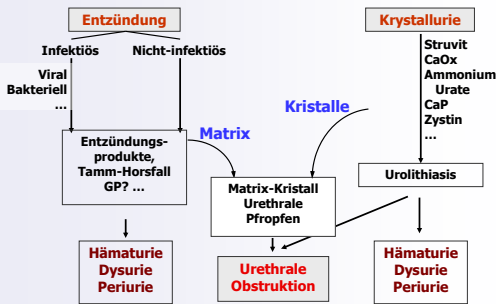 Entzündung
Infektiös
Nicht-infektiös
Viral
Bakteriell
...
Entzündungs-
produkte,
Tamm-Horsfall
GP? ...
Matrix
Hämaturie
Dysurie
Periurie
Matrix-Kristall
Urethrale
Pfropfen
Urethrale
Obstruktion
Krystallurie
Struvit
CaOx
Ammonium
Urate
CaP
Zystin
...
Kristalle
Urolithiasis
Hämaturie
Dysurie
Periurie